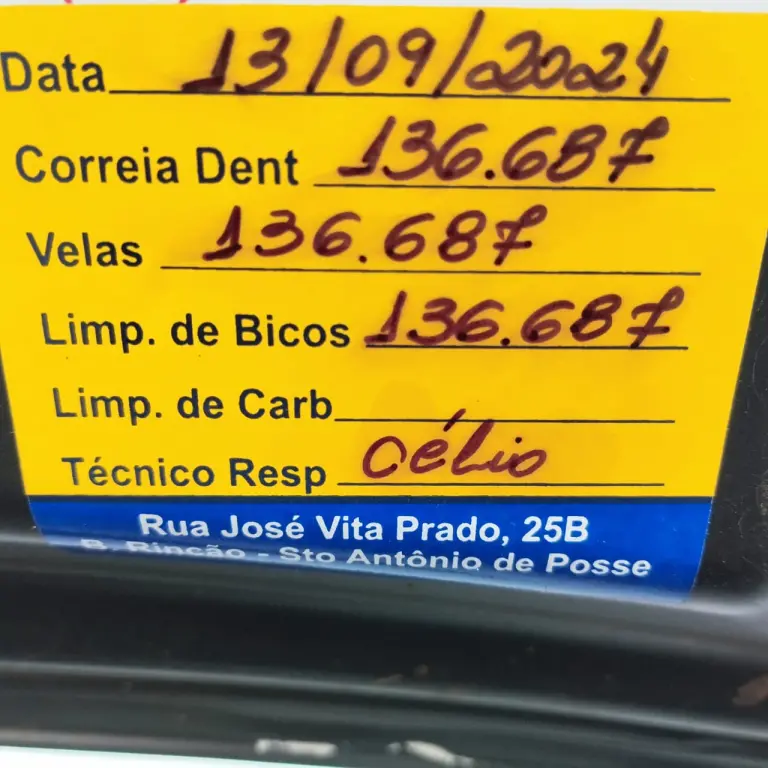 Data 13/09/2024
Correia Dent 136.687
Velas 136.687
Limp. de Bicos 136.687
Limp. de Carb
Técnico Resp Célio
Rua José Vita Prado, 25B
B. Rincão - Sto Antônio de Posse